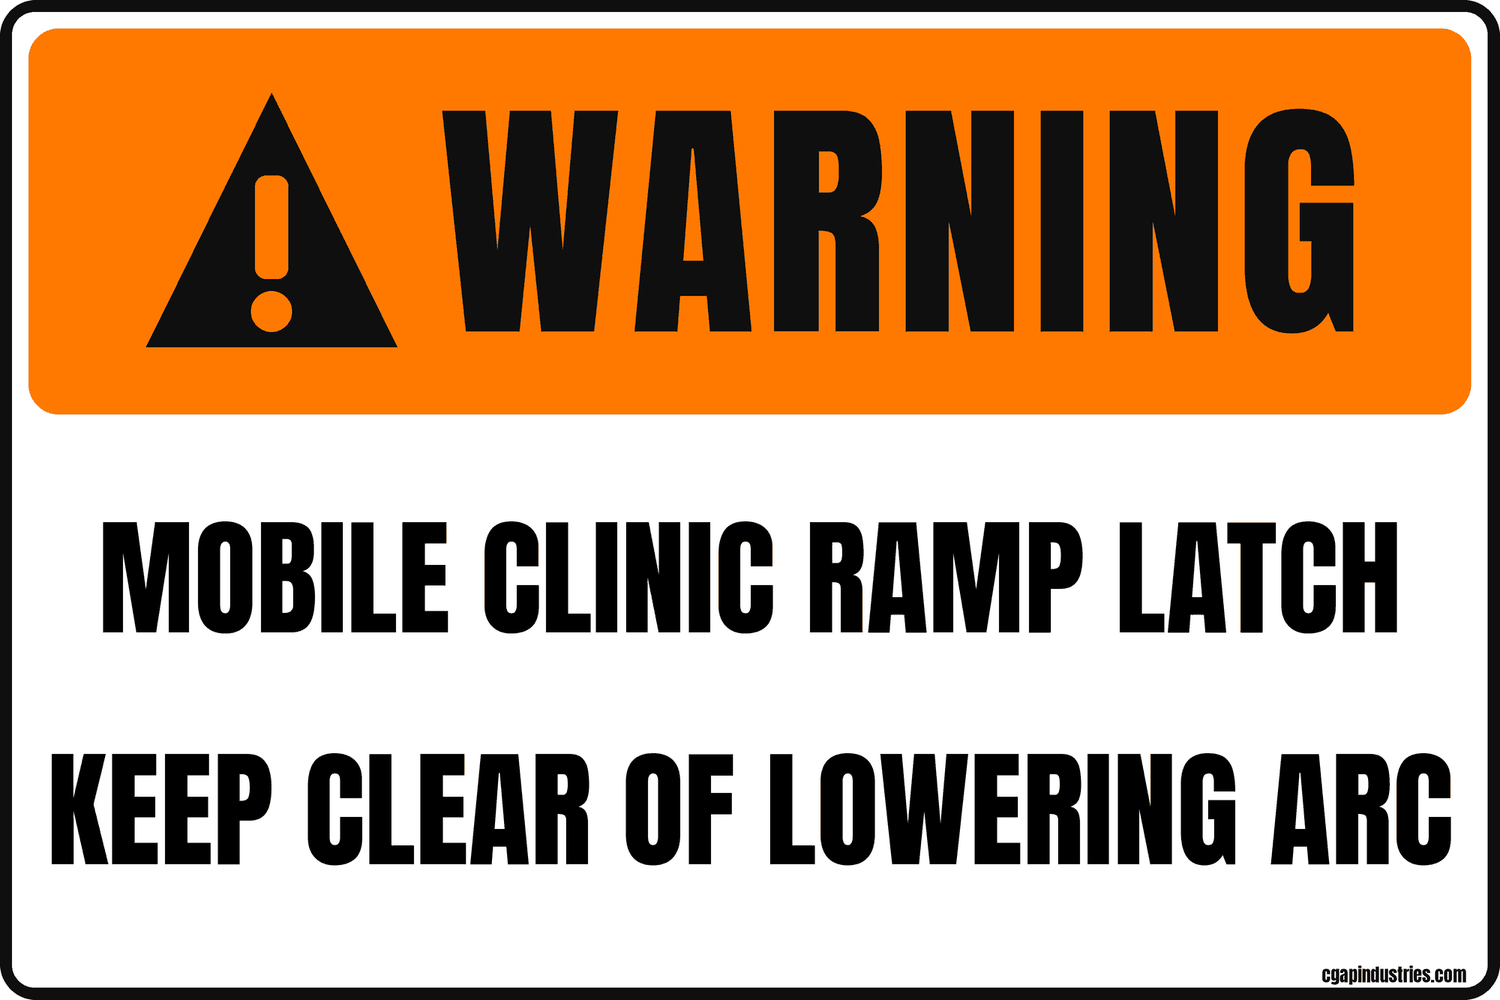 WARNING
MOBILE CLINIC RAMP LATCH
KEEP CLEAR OF LOWERING ARC
cgapindustries.com